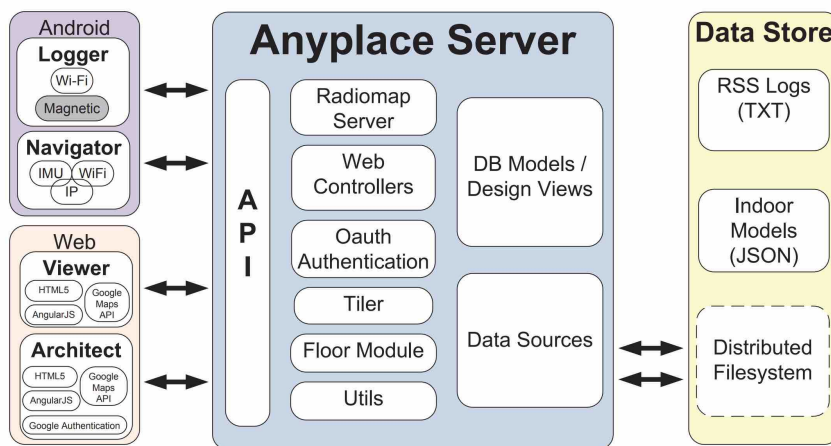 Android
Logger
Wi-Fi
Magnetic
Navigator
IMU
WiFi
IP
Web
Viewer
HTML5
AngularJS
Google
Maps
API
Architect
HTML5
AngularJS
Google
Maps
API
Google Authentication
Anyplace Server
A
P
I
Radiomap
Server
Web
Controllers
Oauth
Authentication
Tiler
Floor Module
Utils
DB Models /
Design Views
Data Sources
Data Store
RSS Logs
(TXT)
Indoor
Models
(JSON)
Distributed
Filesystem